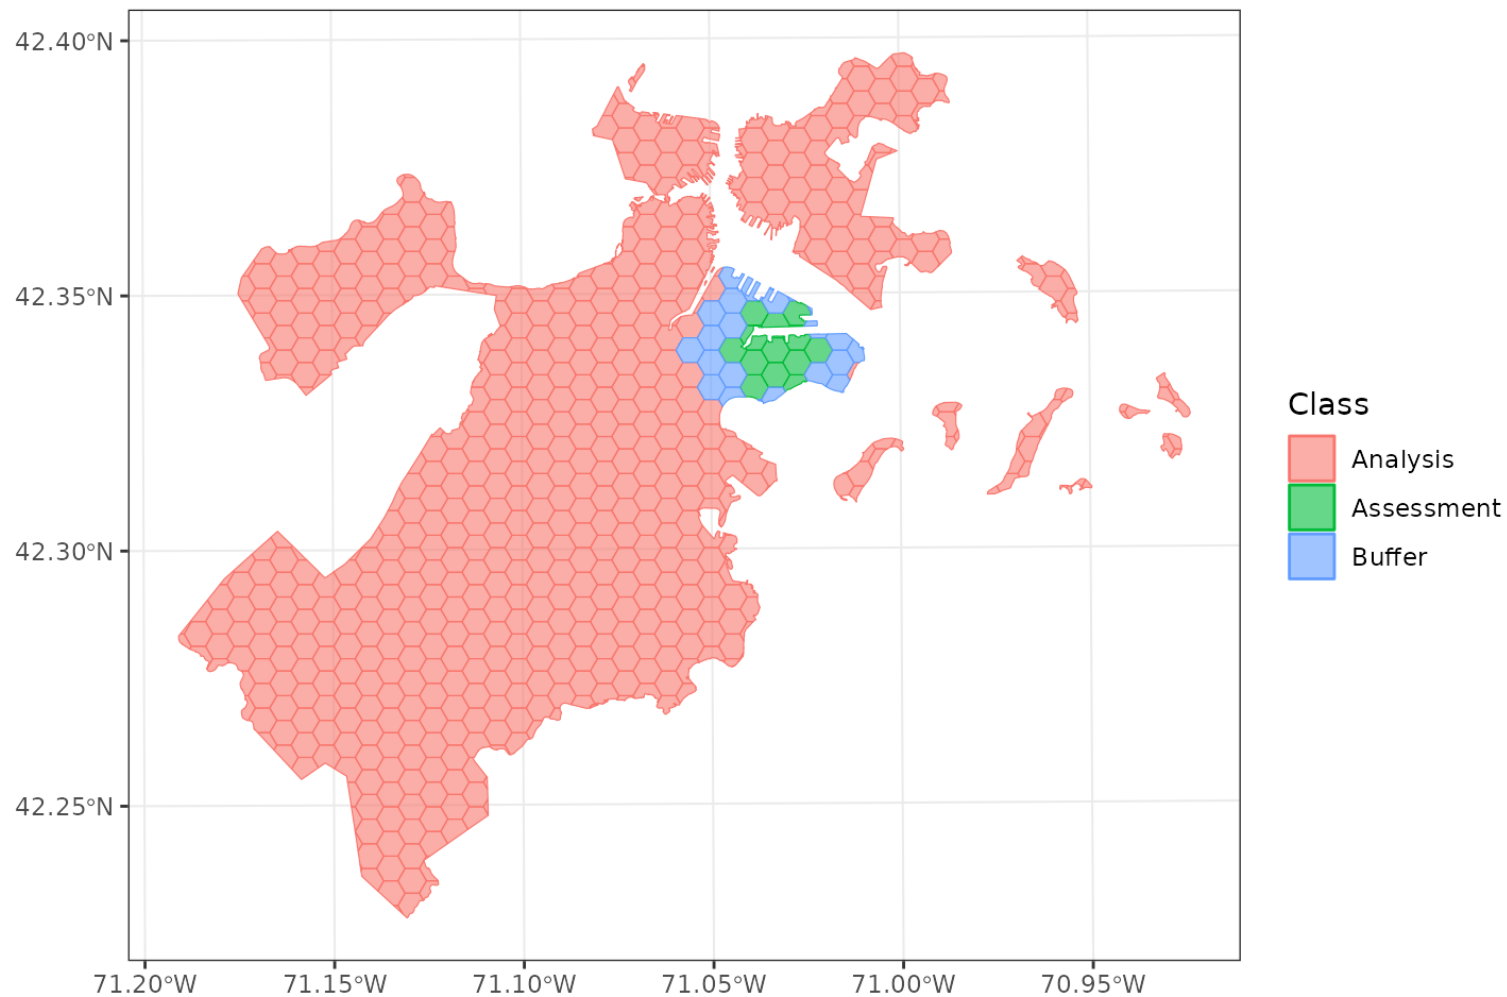 42.40°N
42.35°N
42.30°N
42.25°N
71.20°W 71.15°W 71.10°W 71.05°W 71.00°W 70.95°W
Class
Analysis
Assessment
Buffer